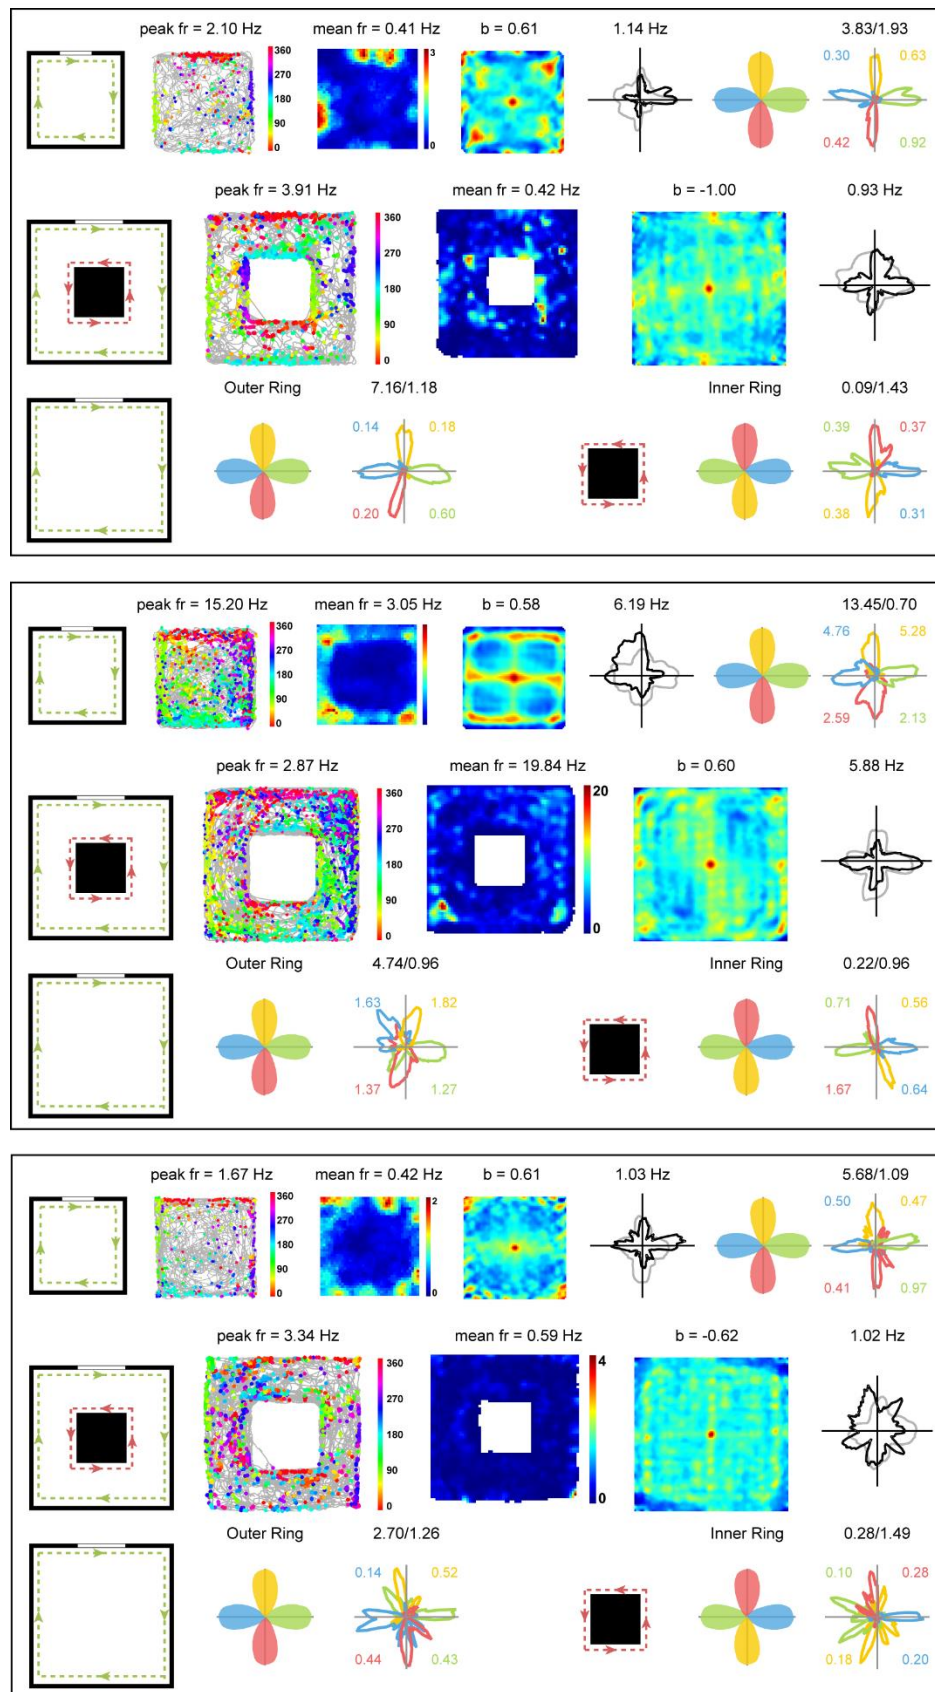 peak fr = 2.10 Hz mean fr = 0.41 Hz b = 0.61 1.14 Hz 3.83/1.93
360 270 180 90 0
3 0
0.30 0.63
0.42 0.92
peak fr = 3.91 Hz mean fr = 0.42 Hz b = -1.00 0.93 Hz
360 270 180 90 0
Outer Ring 7.16/1.18 Inner Ring 0.09/1.43
0.14 0.18 0.39 0.37
0.20 0.60 0.38 0.31
peak fr = 15.20 Hz mean fr = 3.05 Hz b = 0.58 6.19 Hz 13.45/0.70
360 270 180 90 0
4.76 5.28
2.59 2.13
peak fr = 2.87 Hz mean fr = 19.84 Hz b = 0.60 5.88 Hz
360 270 180 90 0
20 0
Outer Ring 4.74/0.96 Inner Ring 0.22/0.96
1.63 1.82 0.71 0.56
1.37 1.27 1.67 0.64
peak fr = 1.67 Hz mean fr = 0.42 Hz b = 0.61 1.03 Hz 5.68/1.09
360 270 180 90 0
2 0
0.50 0.47
0.41 0.97
peak fr = 3.34 Hz mean fr = 0.59 Hz b = -0.62 1.02 Hz
360 270 180 90 0
4 0
Outer Ring 2.70/1.26 Inner Ring 0.28/1.49
0.14 0.52 0.10 0.28
0.44 0.43 0.18 0.20